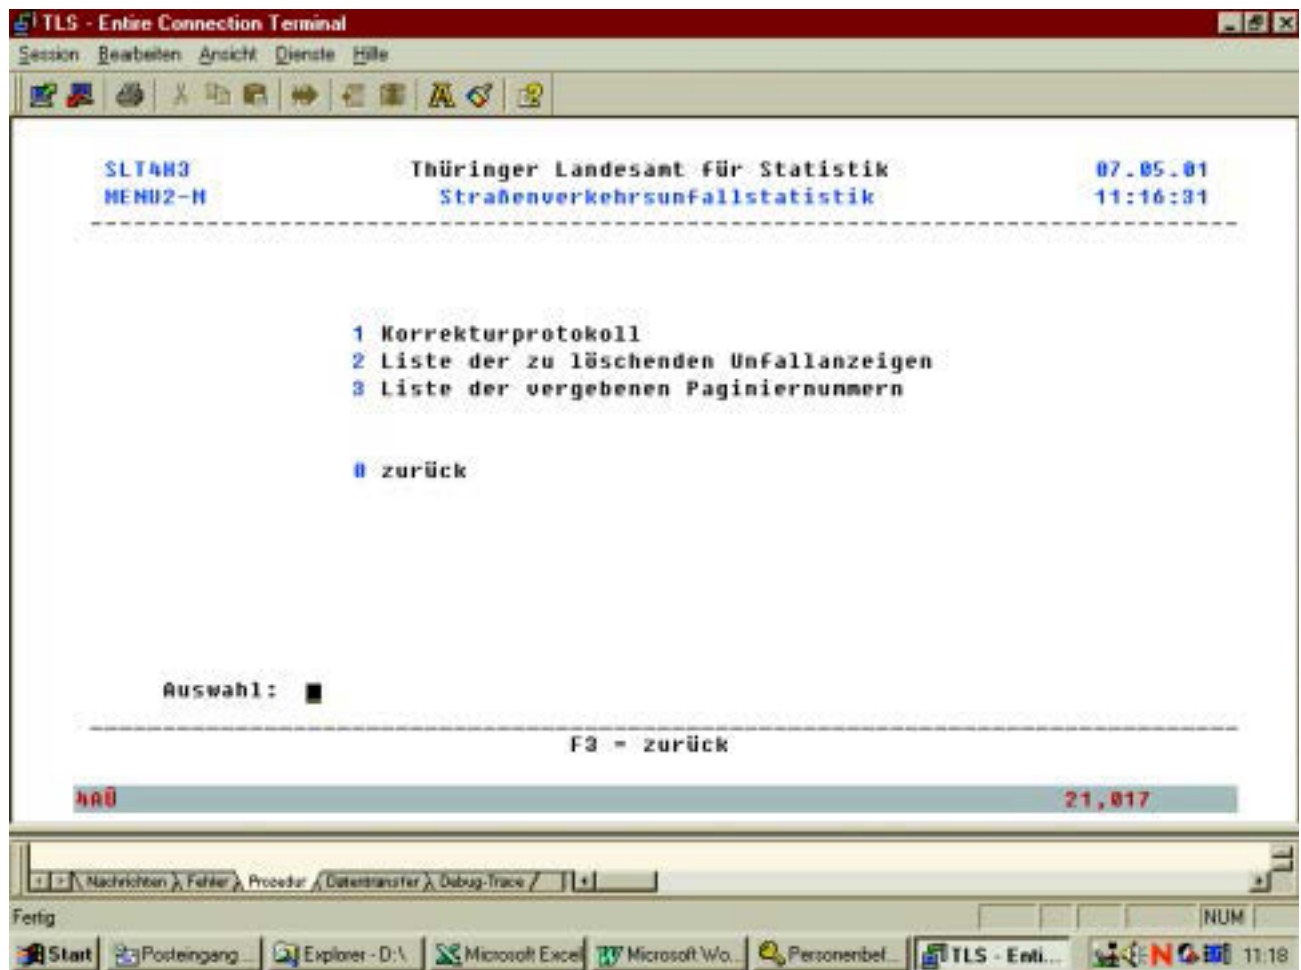 TLS - Entire Connection Terminal
Session Bearbeiten Ansicht Dienste Hilfe
SLT4H3 Thüringer Landesamt für Statistik 07.05.01
MENU2-M Straßenverkehrsunfallstatistik 11:16:31
1 Korrekturprotokoll
2 Liste der zu löschenden Unfallanzeigen
3 Liste der vergebenen Paginiernummern
0 zurück
Auswahl:
F3 = zurück
4AÜ 21,017
Nachrichten Fehler Prozedur Datentransfer Debug-Trace
Fertig NUM
Start Posteingang... Explorer - D:\ Microsoft Excel Microsoft Wo... Personenbef... TLS - Enti... 11:18